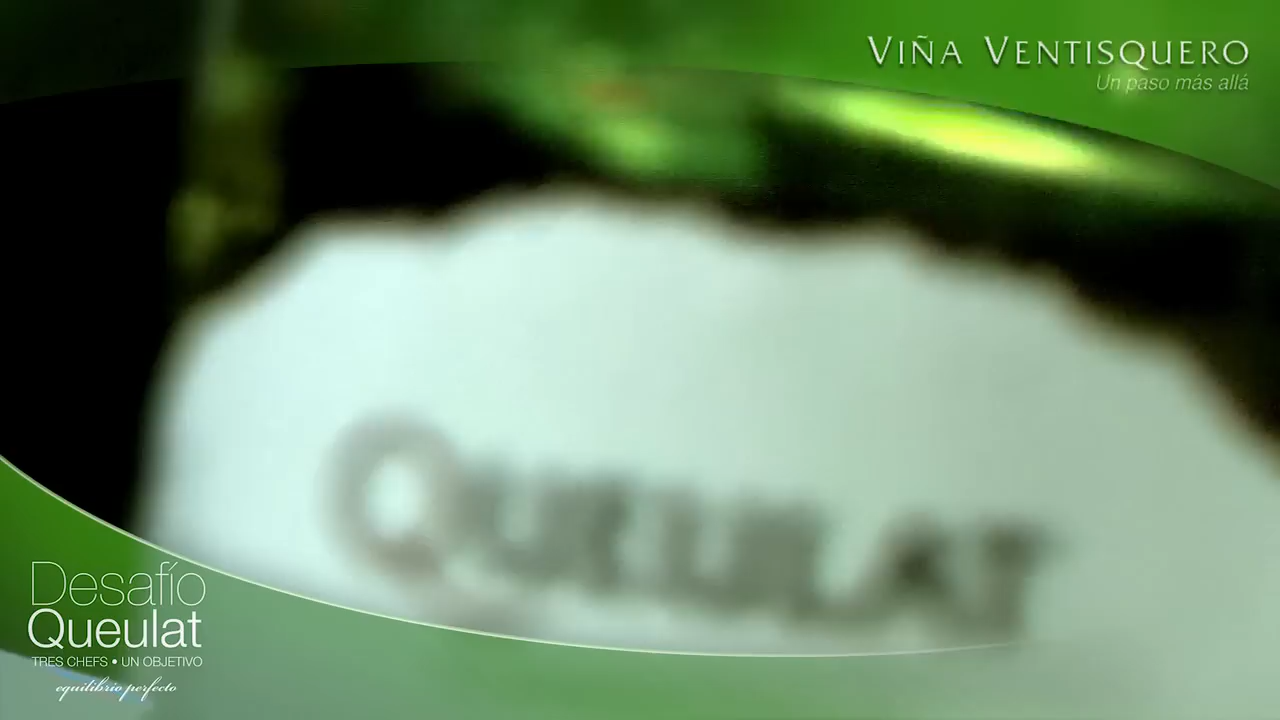 VIÑA VENTISQUERO
Un paso más allá
QUEULAT
Desafío
Queulat
TRES CHEFS • UN OBJETIVO
equilibrio perfecto